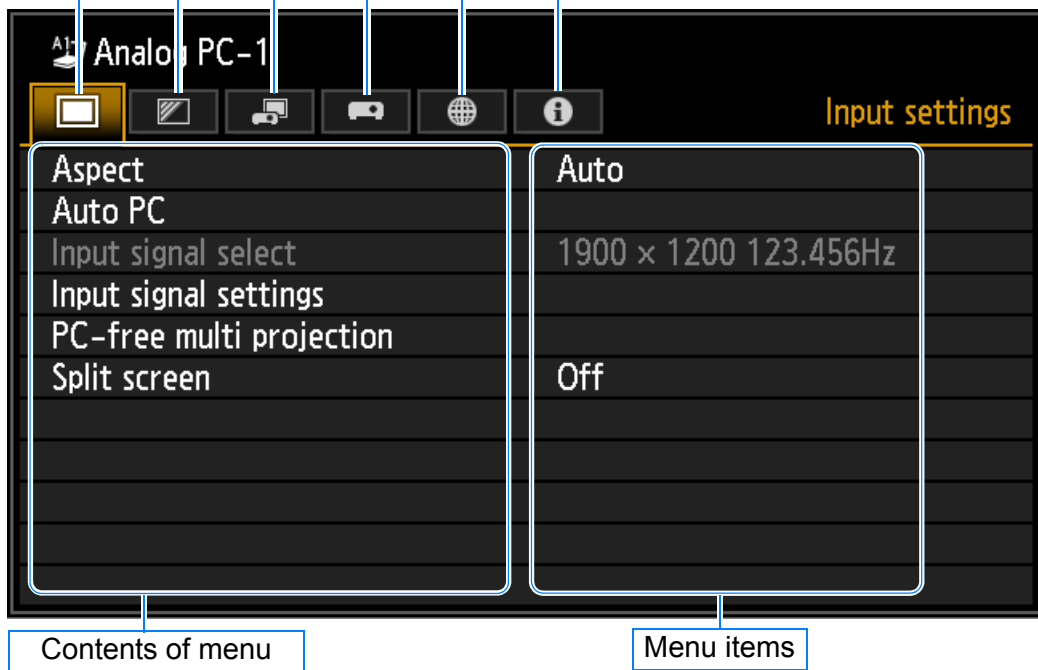 A1 Analog PC-1
Input settings
Aspect Auto
Auto PC
Input signal select 1900 × 1200 123.456Hz
Input signal settings
PC-free multi projection
Split screen Off
Contents of menu Menu items